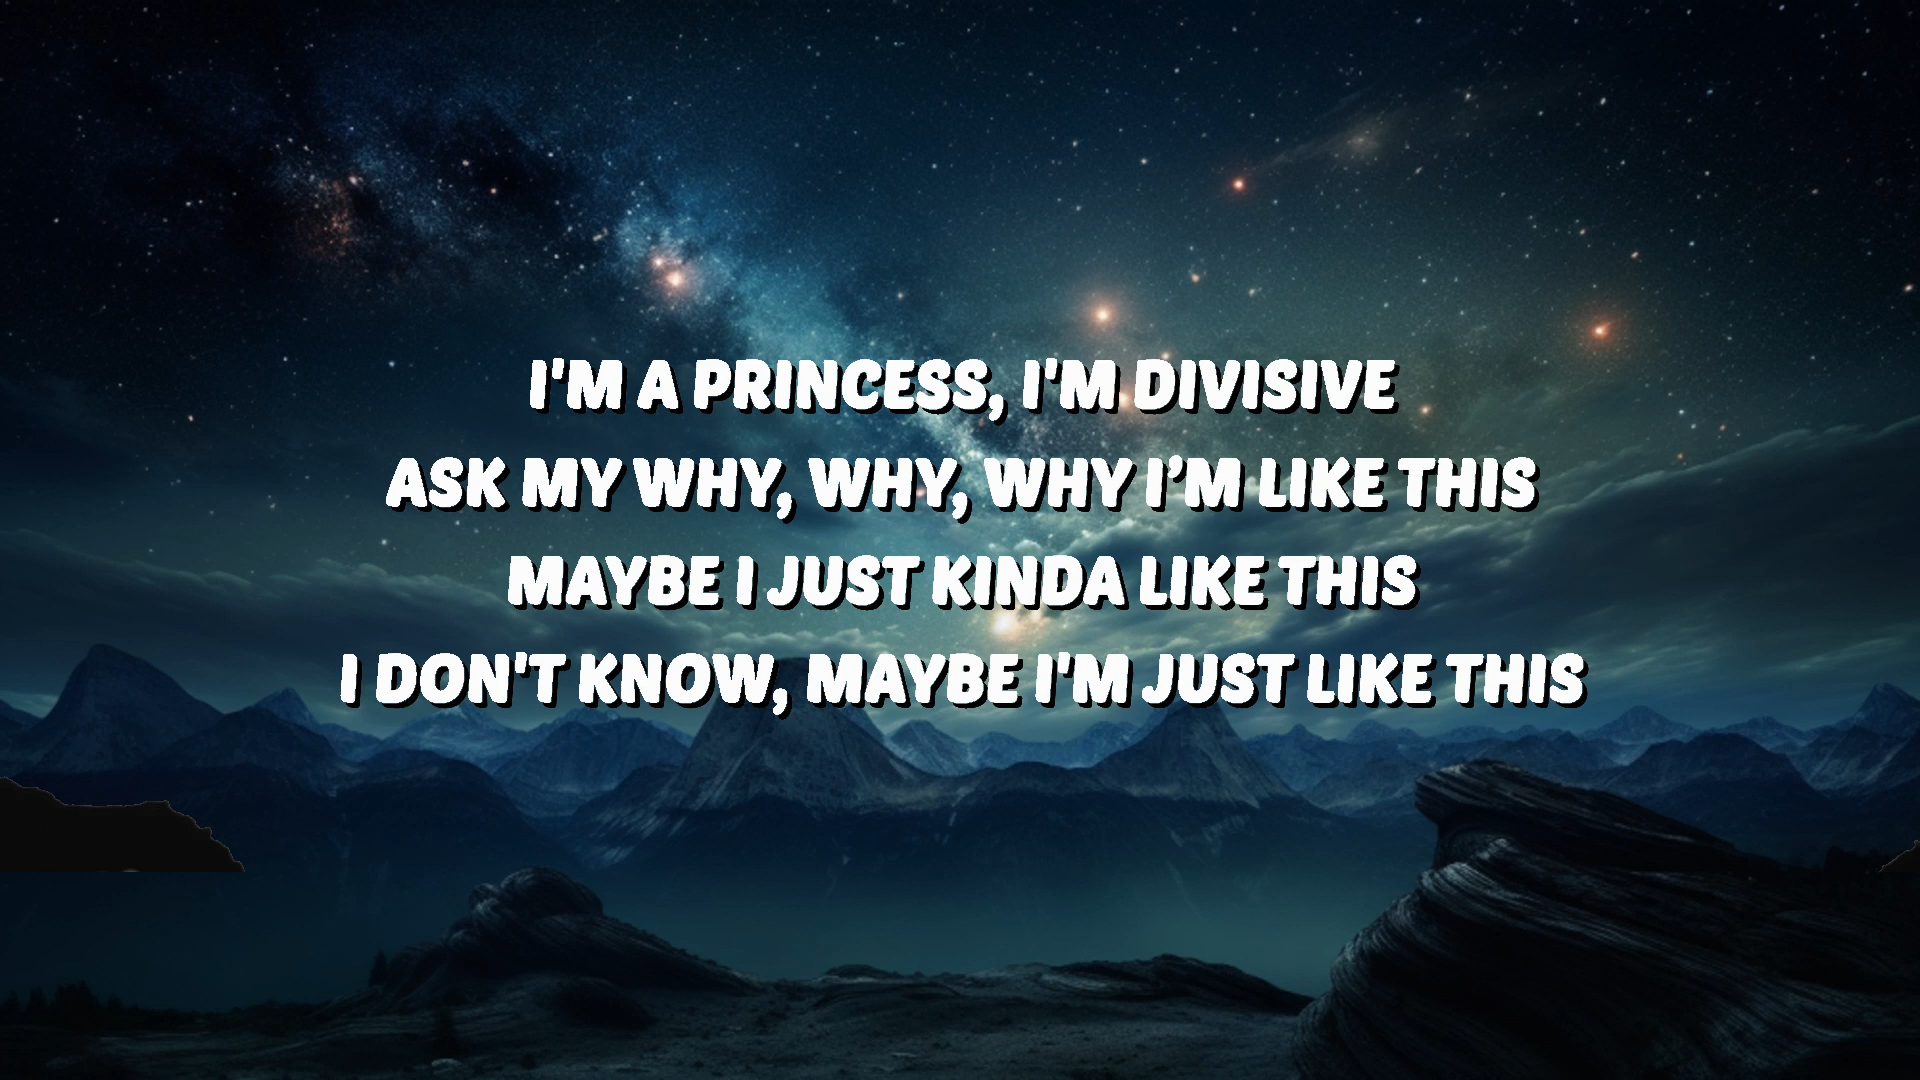 I'M A PRINCESS, I'M DIVISIVE
ASK MY WHY, WHY, WHY I’M LIKE THIS
MAYBE I JUST KINDA LIKE THIS
I DON'T KNOW, MAYBE I'M JUST LIKE THIS